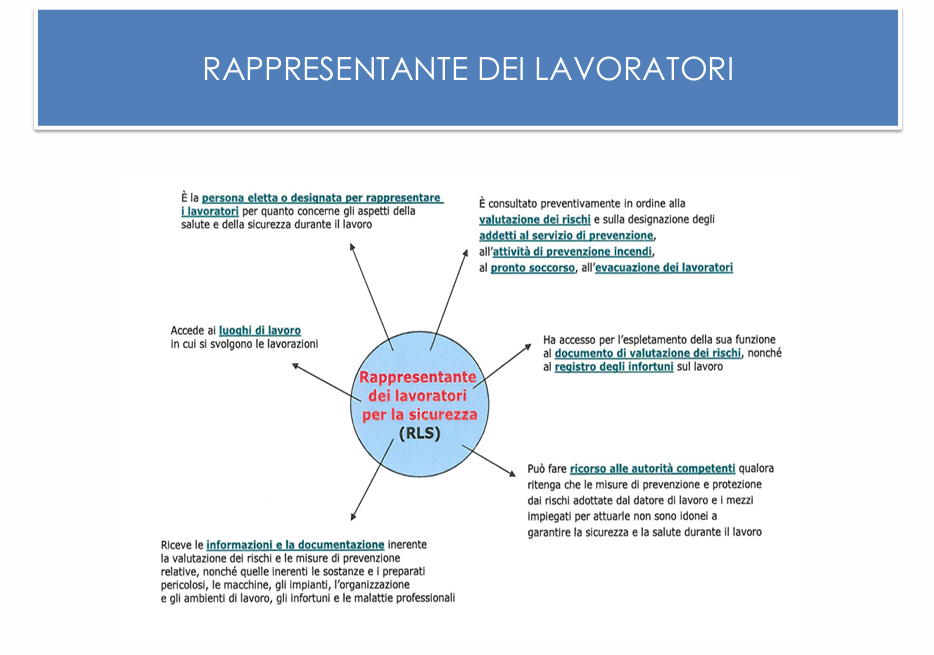 RAPPRESENTANTE DEI LAVORATORI
È la persona eletta o designata per rappresentare
i lavoratori per quanto concerne gli aspetti della
salute e della sicurezza durante il lavoro
È consultato preventivamente in ordine alla
valutazione dei rischi e sulla designazione degli
addetti al servizio di prevenzione,
all'attività di prevenzione incendi,
al pronto soccorso, all'evacuazione dei lavoratori
Accede ai luoghi di lavoro
in cui si svolgono le lavorazioni
Ha accesso per l'espletamento della sua funzione
al documento di valutazione dei rischi, nonché
al registro degli infortuni sul lavoro
Rappresentante
dei lavoratori
per la sicurezza
(RLS)
Può fare ricorso alle autorità competenti qualora
ritenga che le misure di prevenzione e protezione
dai rischi adottate dal datore di lavoro e i mezzi
impiegati per attuarle non sono idonei a
garantire la sicurezza e la salute durante il lavoro
Riceve le informazioni e la documentazione inerente
la valutazione dei rischi e le misure di prevenzione
relative, nonché quelle inerenti le sostanze e i preparati
pericolosi, le macchine, gli impianti, l'organizzazione
e gli ambienti di lavoro, gli infortuni e le malattie professionali